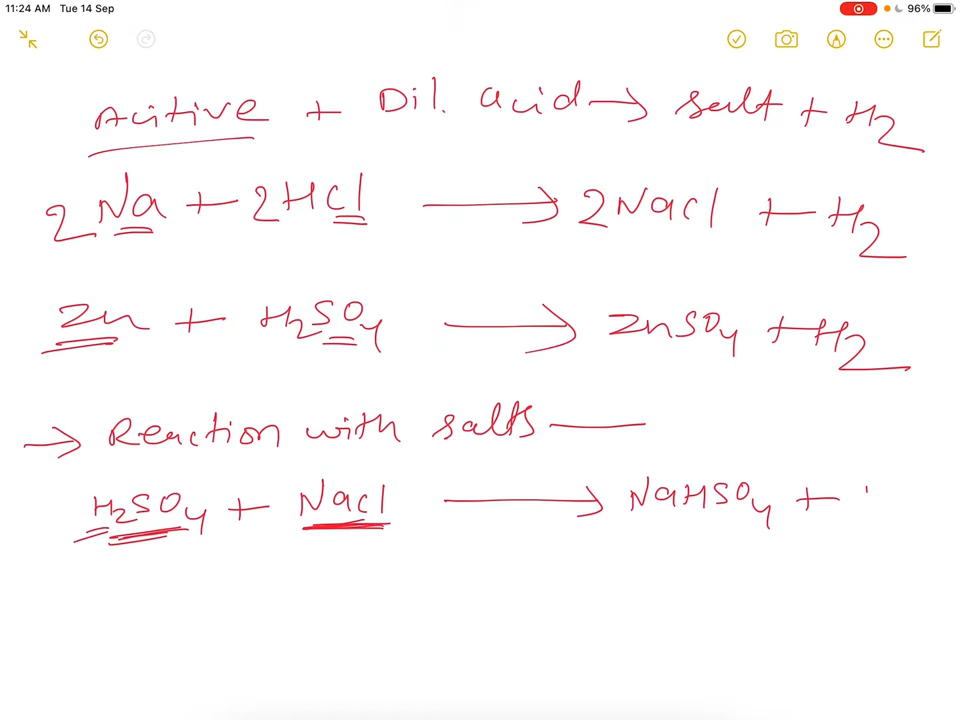 11:24 AM Tue 14 Sep 96%
Acitive + Dil. acid → salt + H2
2Na + 2HCl → 2NaCl + H2
Zn + H2SO4 → ZnSO4 + H2
→ Reaction with salts —
H2SO4 + NaCl → NaHSO4 +